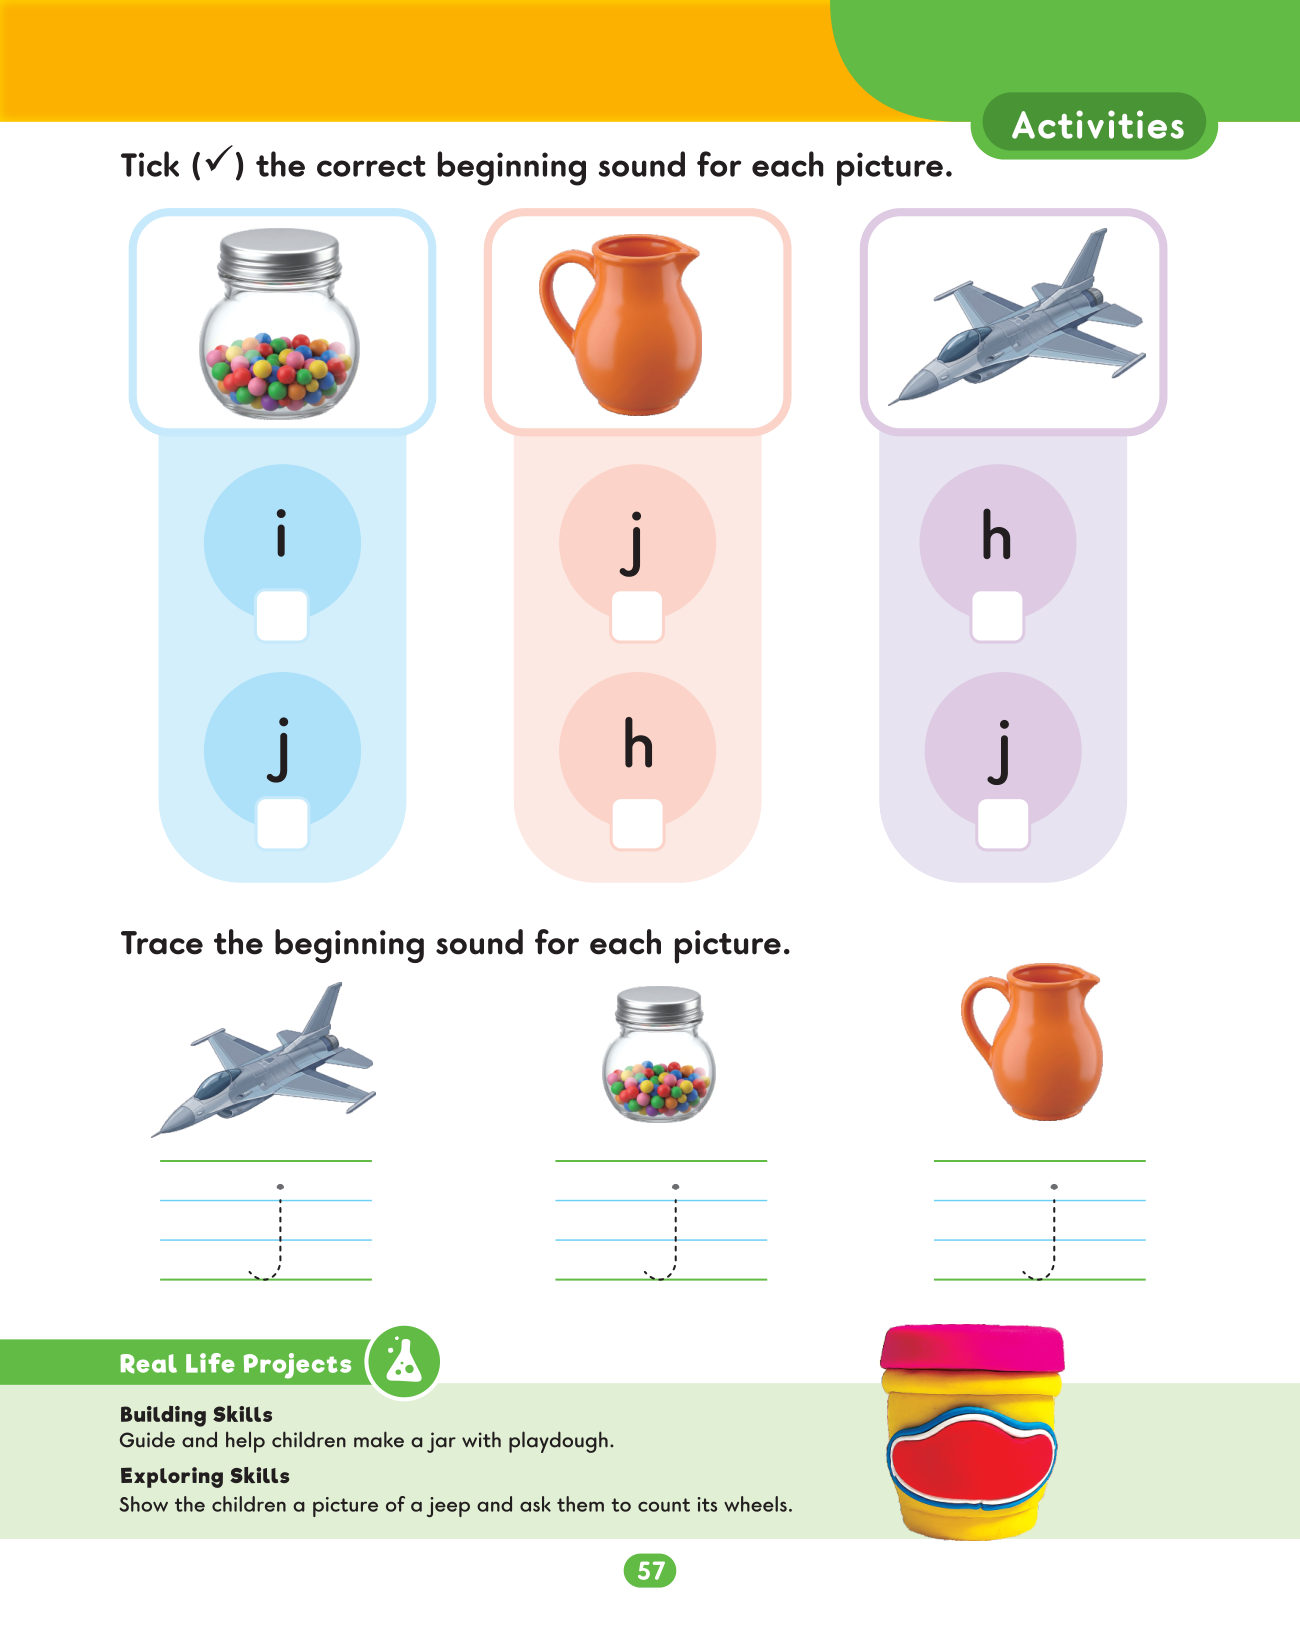 Activities
Tick (✓) the correct beginning sound for each picture.
i
j
h
j
h
j
Trace the beginning sound for each picture.
j
j
j
Real Life Projects
Building Skills
Guide and help children make a jar with playdough.
Exploring Skills
Show the children a picture of a jeep and ask them to count its wheels.
57